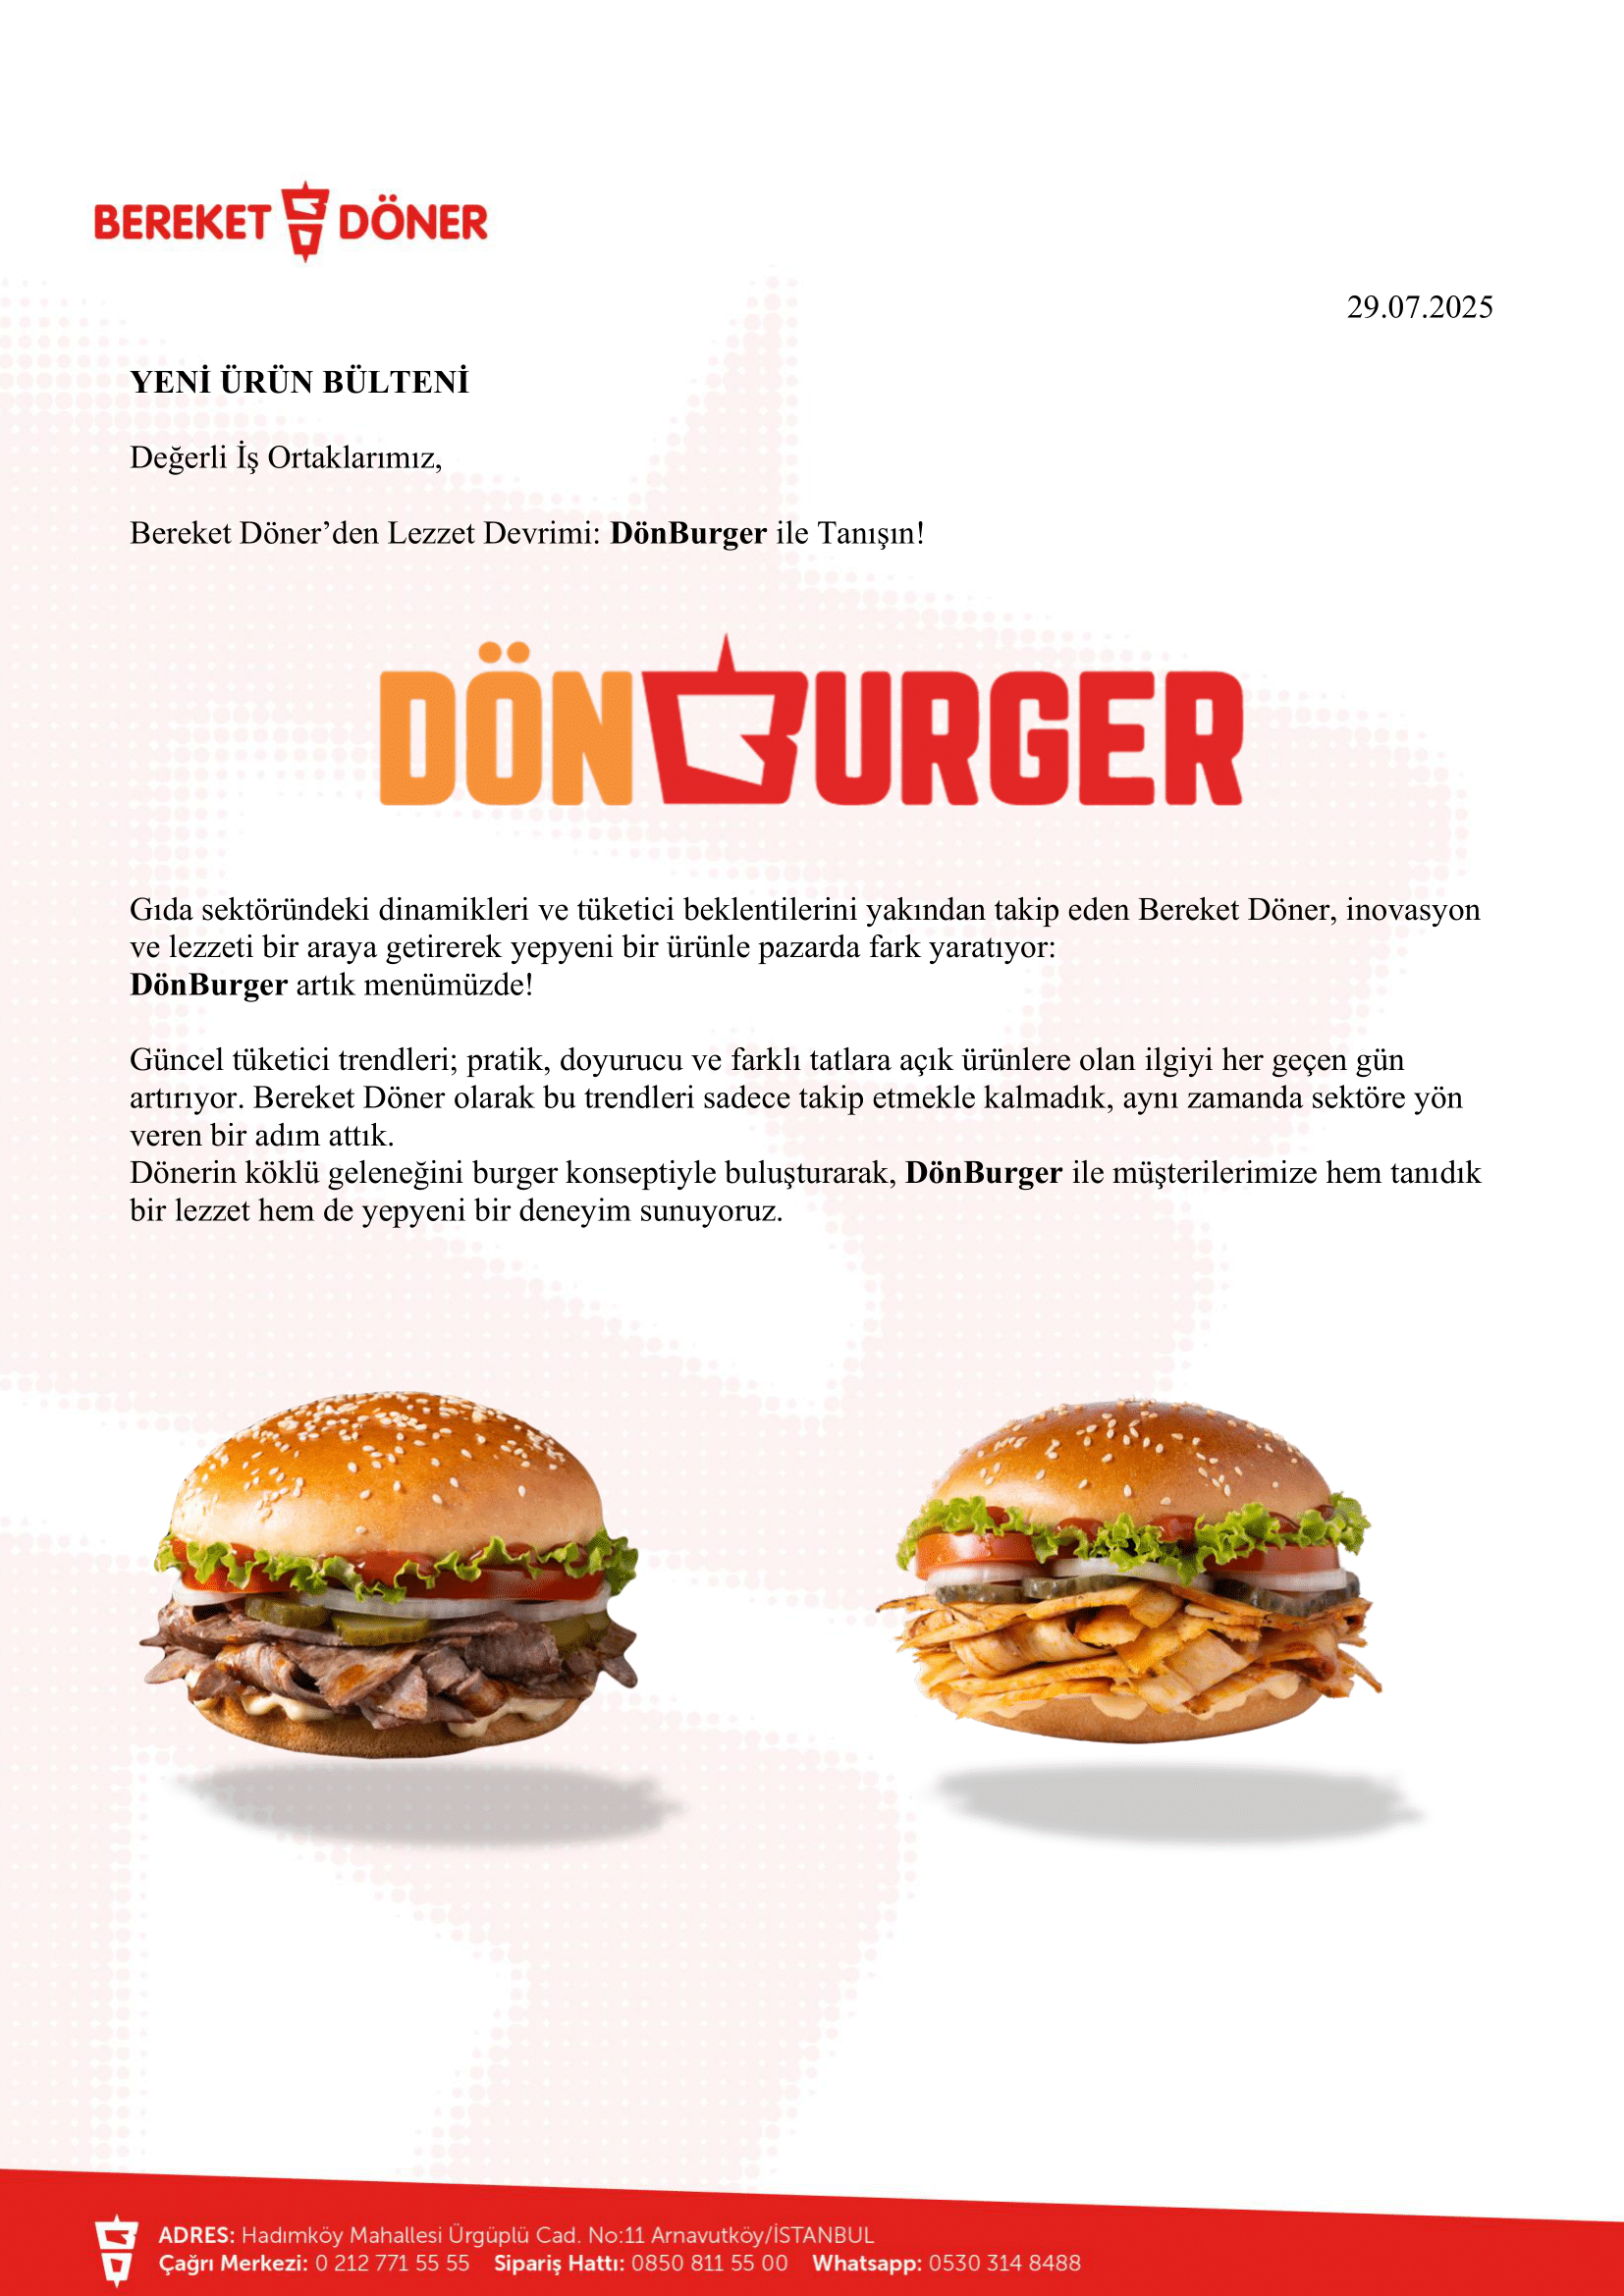 BEREKET DÖNER
29.07.2025
YENİ ÜRÜN BÜLTENİ
Değerli İş Ortaklarımız,
Bereket Döner’den Lezzet Devrimi: DönBurger ile Tanışın!
DÖNBURGER
Gıda sektöründeki dinamikleri ve tüketici beklentilerini yakından takip eden Bereket Döner, inovasyon
ve lezzeti bir araya getirerek yepyeni bir ürünle pazarda fark yaratıyor:
DönBurger artık menümüzde!
Güncel tüketici trendleri; pratik, doyurucu ve farklı tatlara açık ürünlere olan ilgiyi her geçen gün
artırıyor. Bereket Döner olarak bu trendleri sadece takip etmekle kalmadık, aynı zamanda sektöre yön
veren bir adım attık.
Dönerin köklü geleneğini burger konseptiyle buluşturarak, DönBurger ile müşterilerimize hem tanıdık
bir lezzet hem de yepyeni bir deneyim sunuyoruz.
ADRES: Hadımköy Mahallesi Ürgüplü Cad. No:11 Arnavutköy/İSTANBUL
Çağrı Merkezi: 0 212 771 55 55 Sipariş Hattı: 0850 811 55 00 Whatsapp: 0530 314 8488